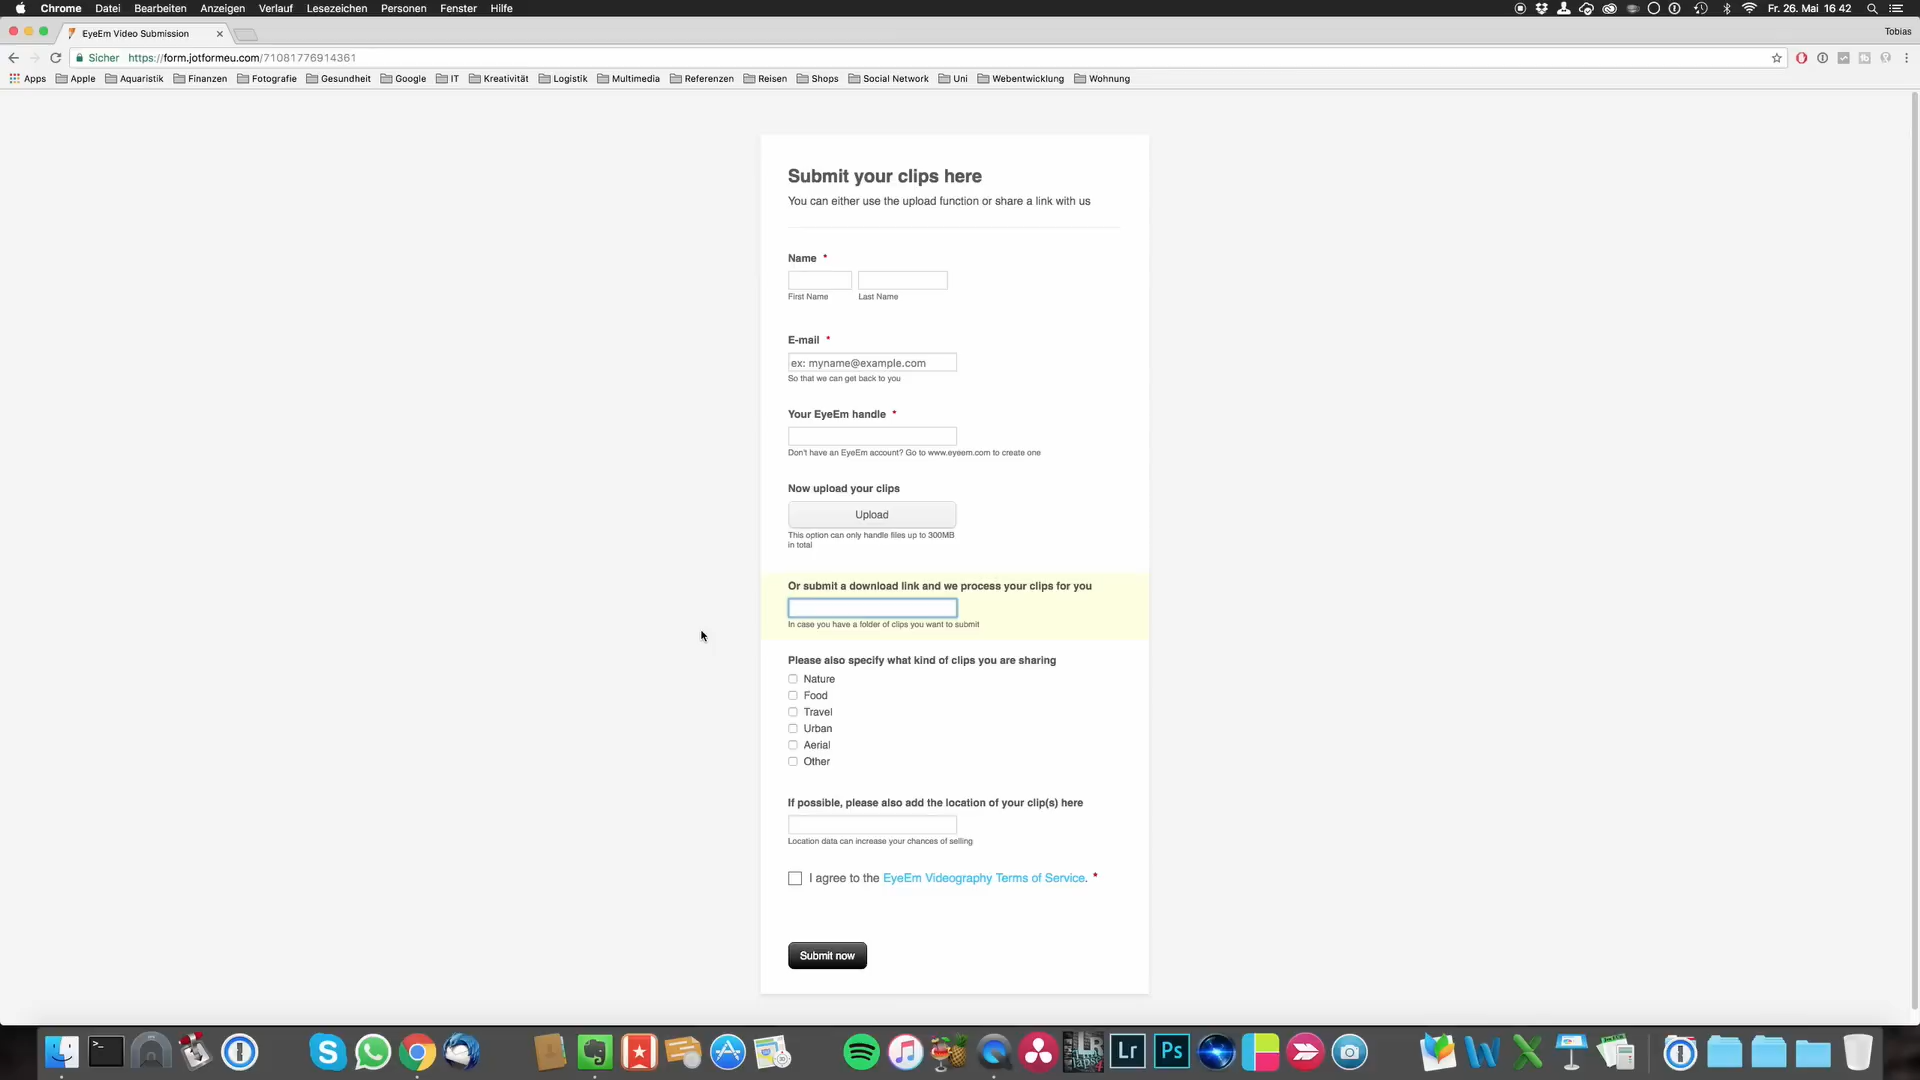 Chrome Datei Bearbeiten Anzeigen Verlauf Lesezeichen Personen Fenster Hilfe Fr. 26. Mai 16 42
EyeEm Video Submission Tobias
Sicher https://form.jotformeu.com/71081776914361
Apps Apple Aquaristik Finanzen Fotografie Gesundheit Google IT Kreativität Logistik Multimedia Referenzen Reisen Shops Social Network Uni Webentwicklung Wohnung
Submit your clips here
You can either use the upload function or share a link with us
Name *
First Name Last Name
E-mail *
ex: myname@example.com
So that we can get back to you
Your EyeEm handle *
Don't have an EyeEm account? Go to www.eyeem.com to create one
Now upload your clips
Upload
This option can only handle files up to 300MB
in total
Or submit a download link and we process your clips for you
In case you have a folder of clips you want to submit
Please also specify what kind of clips you are sharing
Nature
Food
Travel
Urban
Aerial
Other
If possible, please also add the location of your clip(s) here
Location data can increase your chances of selling
I agree to the EyeEm Videography Terms of Service. *
Submit now
Lr Ps